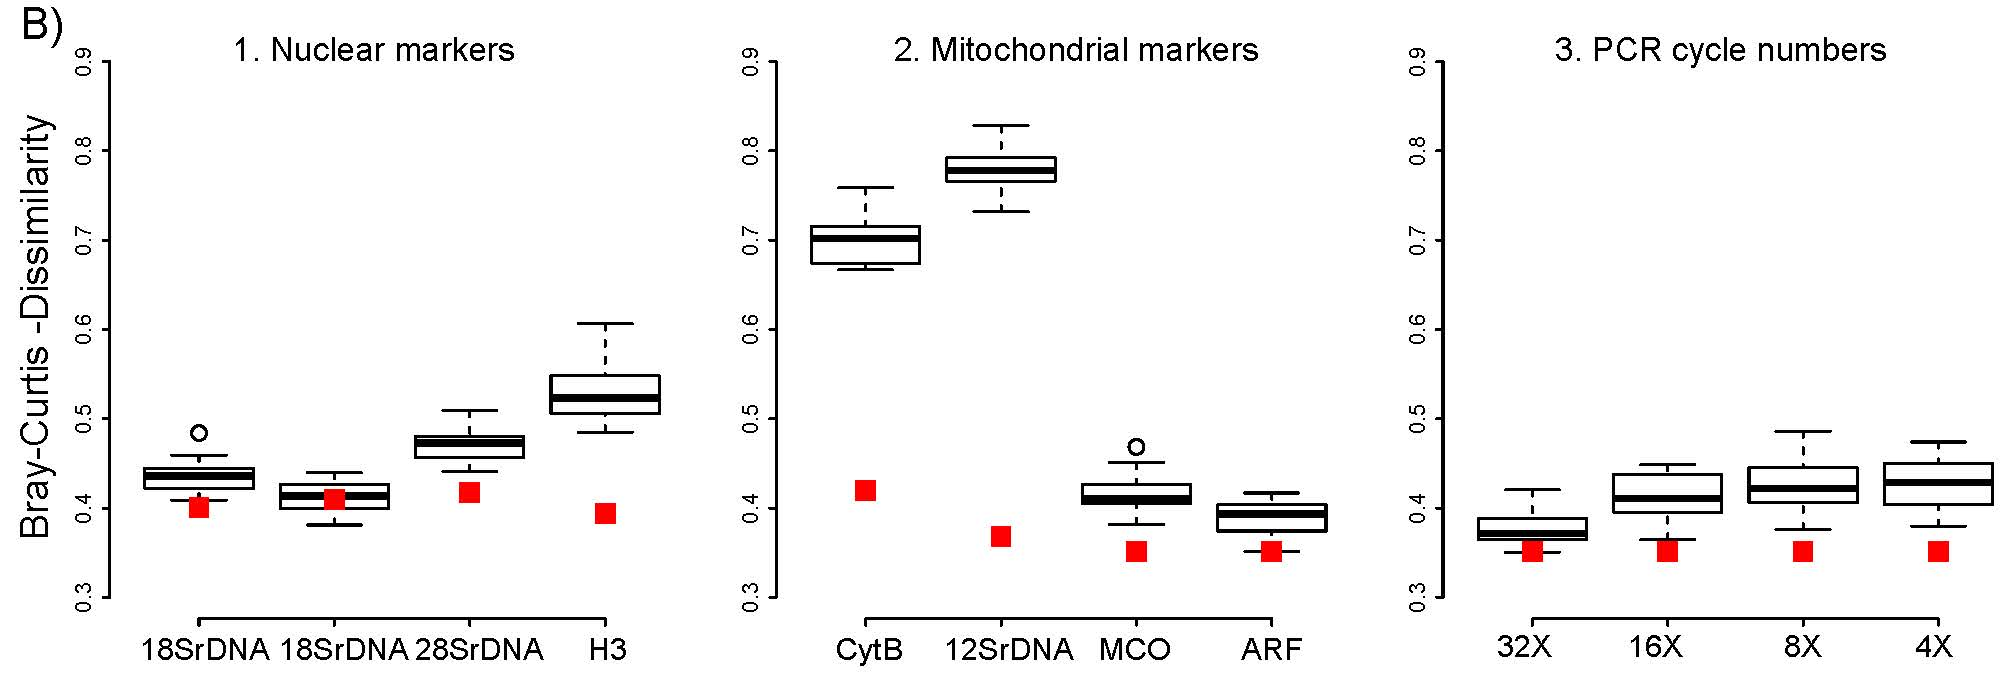 B)
1. Nuclear markers
2. Mitochondrial markers
3. PCR cycle numbers
Bray-Curtis -Dissimilarity
0.9
0.8
0.7
0.6
0.5
0.4
0.3
0.9
0.8
0.7
0.6
0.5
0.4
0.3
0.9
0.8
0.7
0.6
0.5
0.4
0.3
18SrDNA 18SrDNA 28SrDNA H3
CytB 12SrDNA MCO ARF
32X 16X 8X 4X